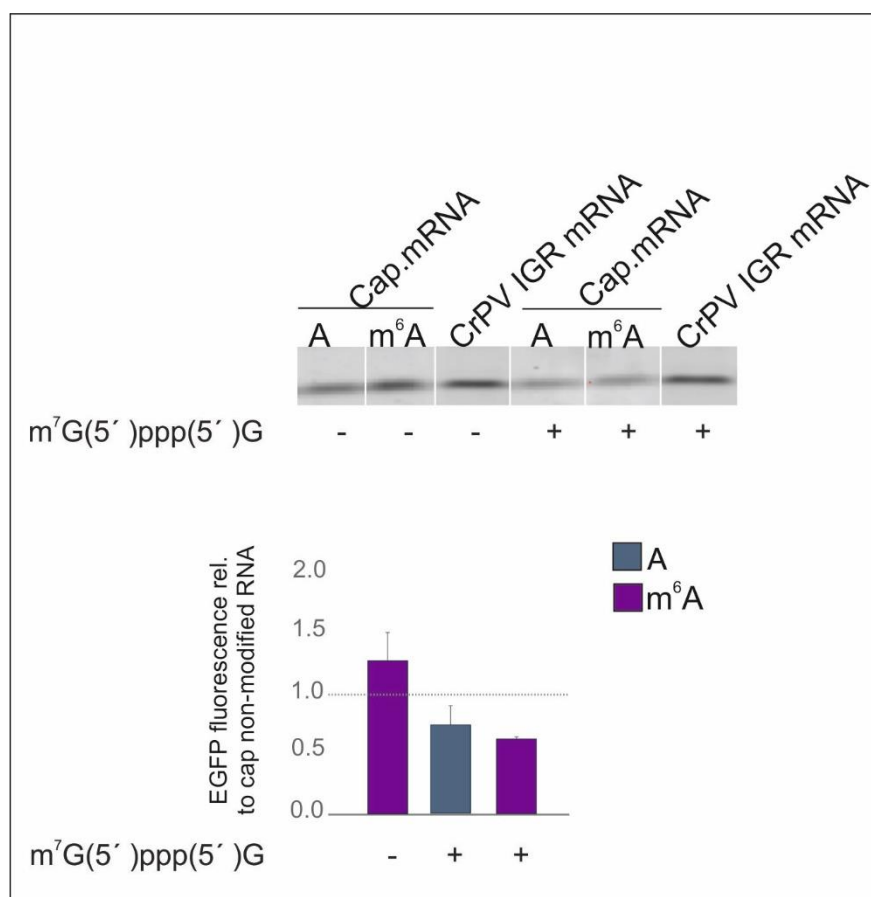 Cap.mRNA CrPV IGR mRNA Cap.mRNA CrPV IGR mRNA
A m⁶A A m⁶A
m⁷G(5´ )ppp(5´ )G - - - + + +
EGFP fluorescence rel.
to cap non-modified RNA
2.0
1.5
1.0
0.5
0.0
A
m⁶A
m⁷G(5´ )ppp(5´ )G - + +